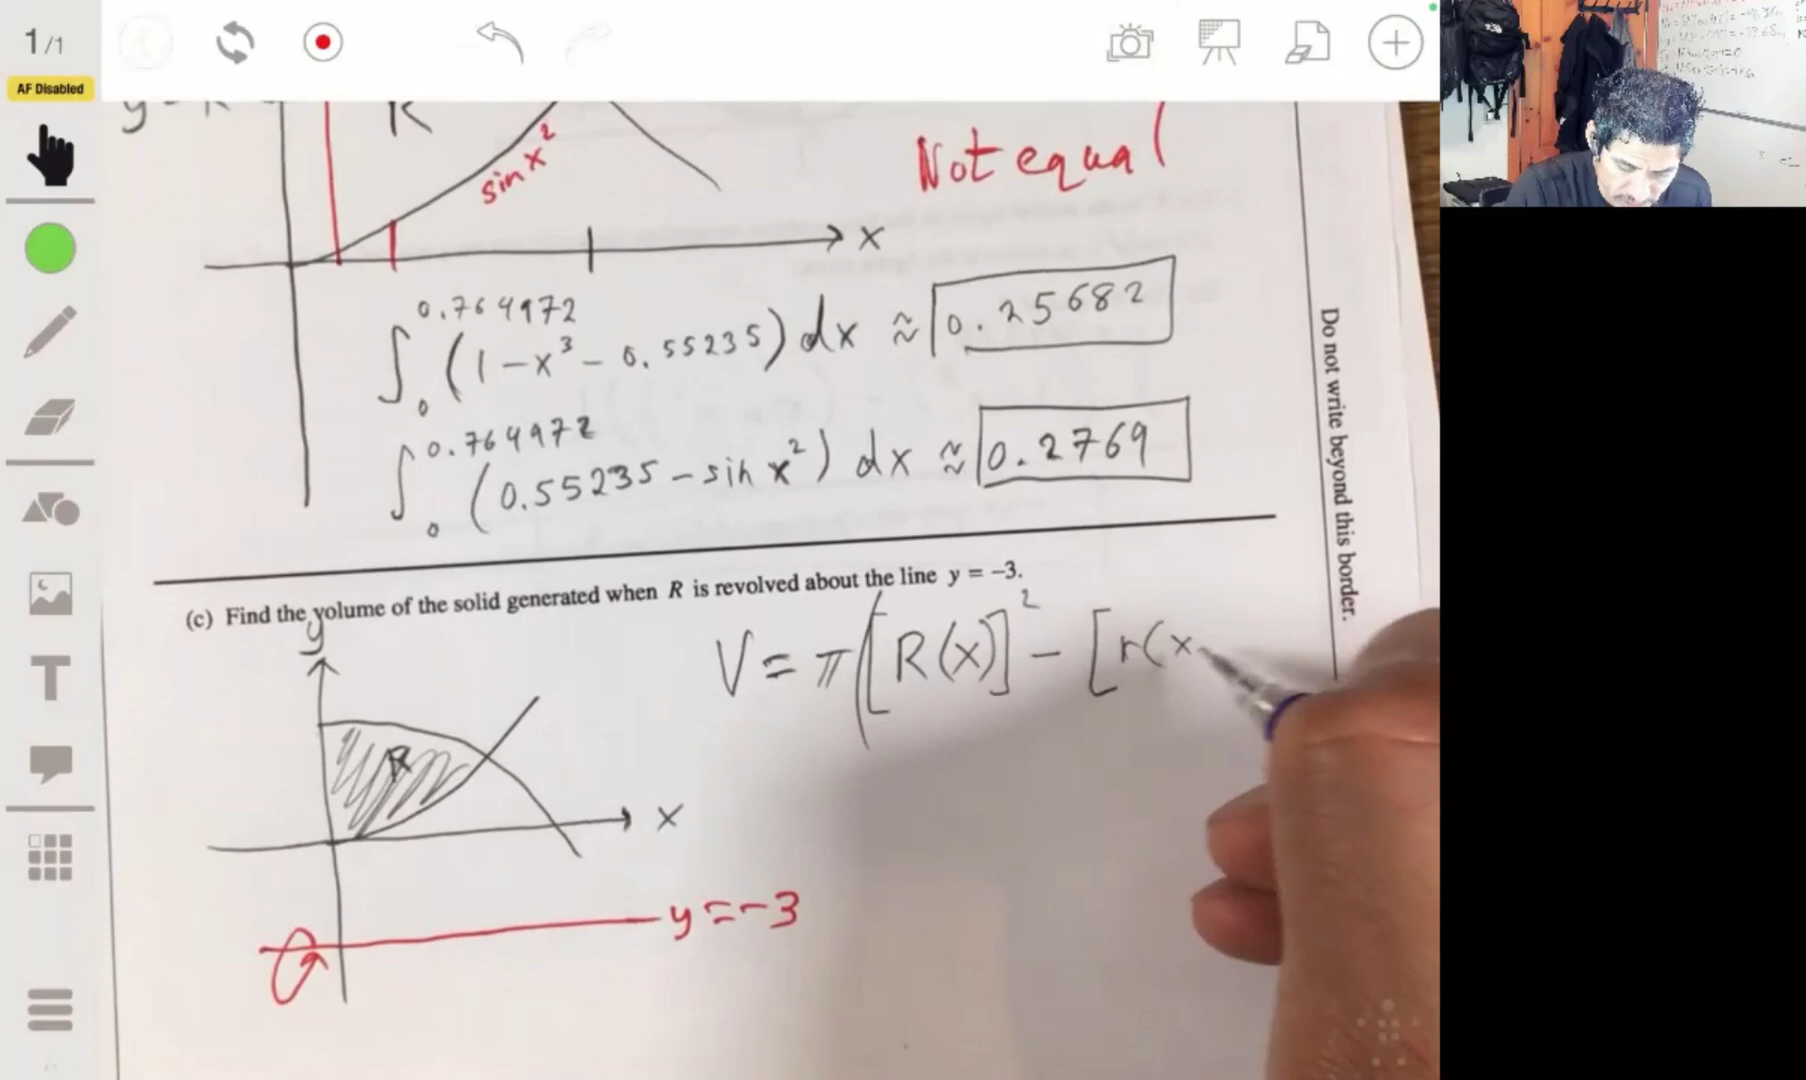 1/1
AF Disabled
R
sin x²
Not equal
x
∫₀^0.764972 (1 - x³ - 0.55235) dx ≈ 0.25682
∫₀^0.764972 (0.55235 - sin x²) dx ≈ 0.2769
Do not write beyond this border.
(c) Find the volume of the solid generated when R is revolved about the line y = −3.
y
V = π([R(x)]² - [r(x
R
x
y = -3
T